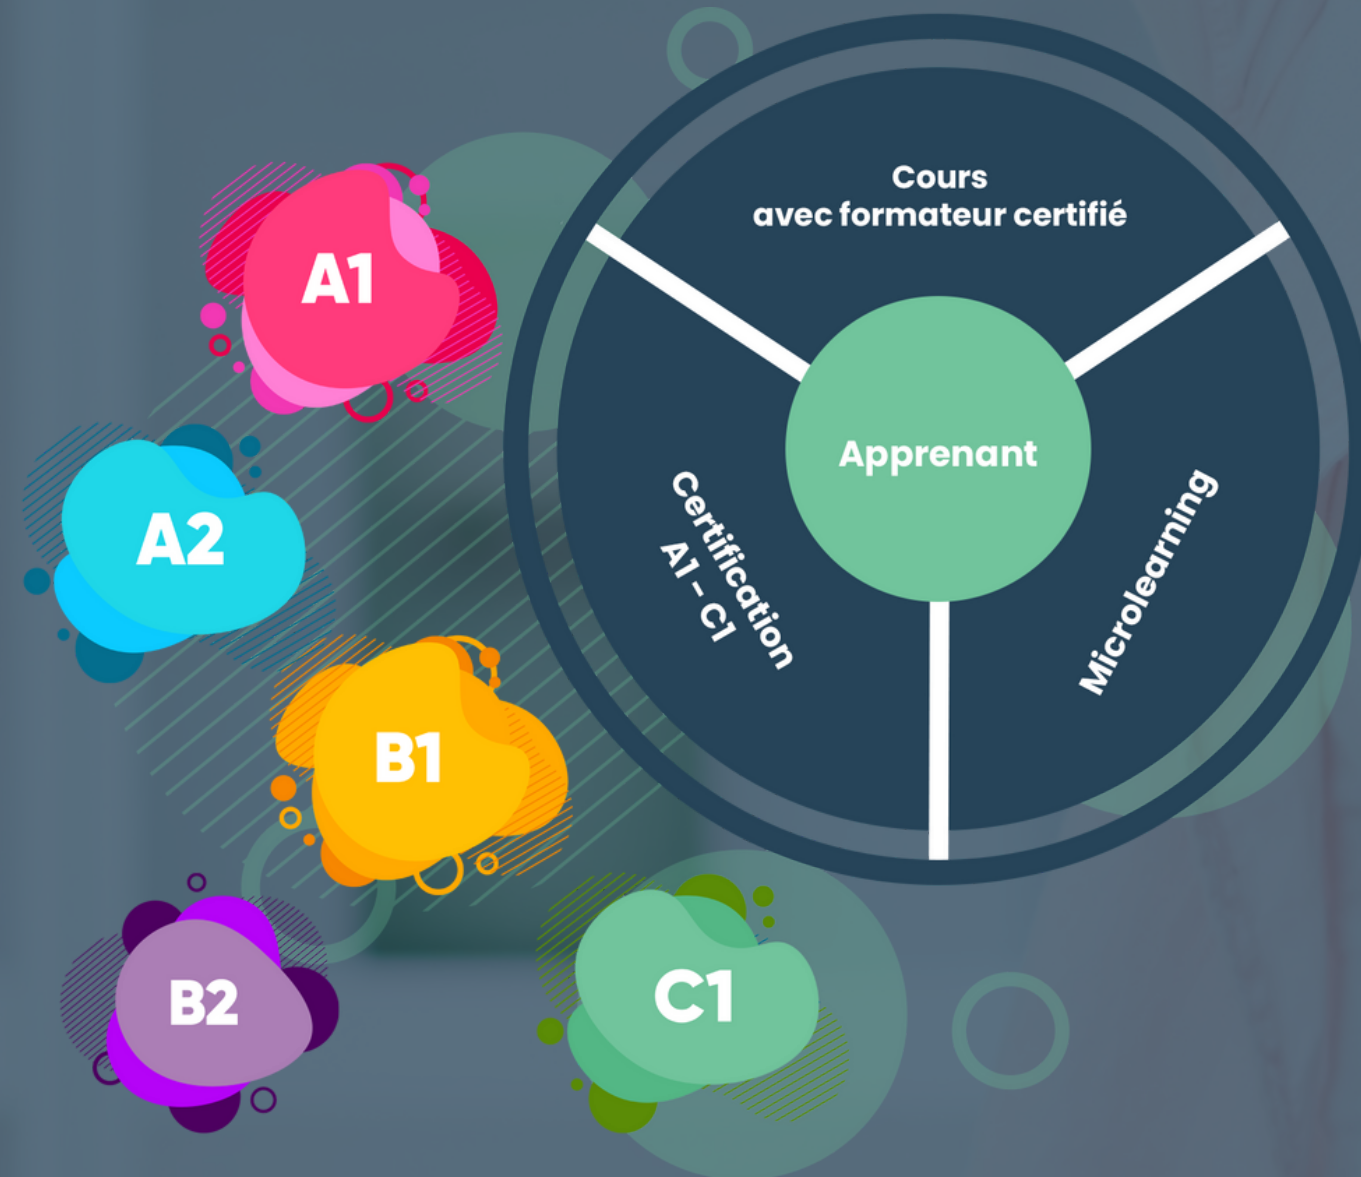 Cours
avec formateur certifié
Apprenant
Certification
A1 – C1
Microlearning
A1
A2
B1
B2
C1